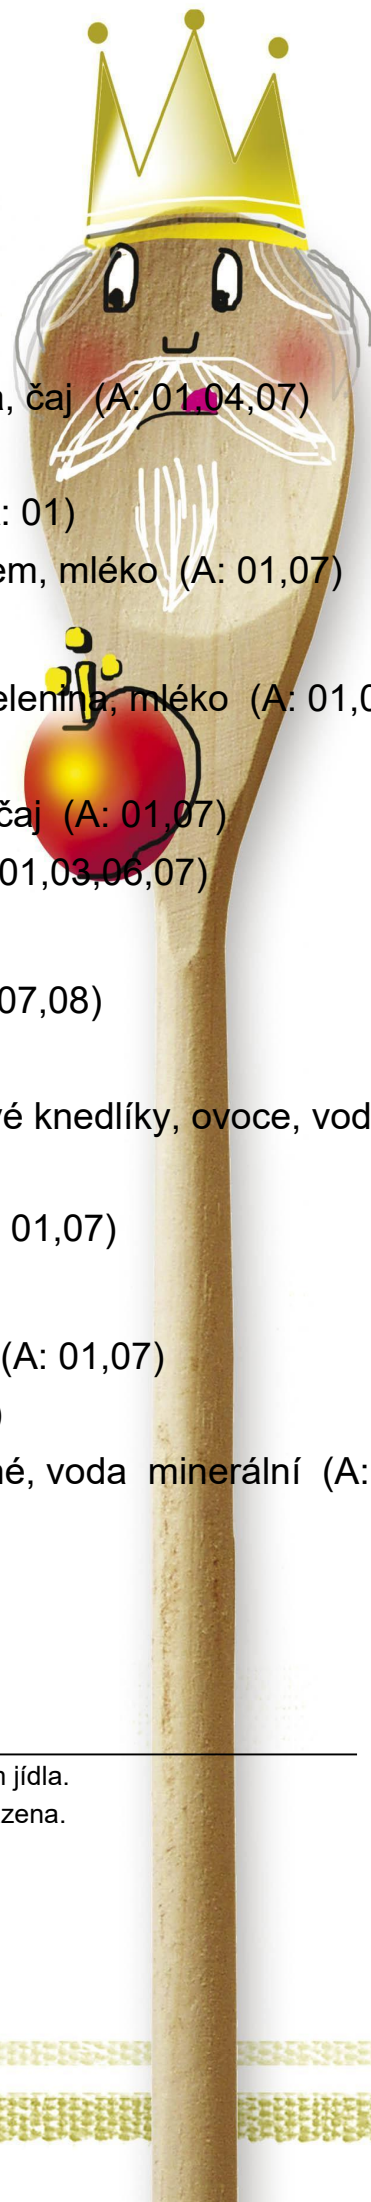 , čaj (A: 01,04,07)
: 01)
em, mléko (A: 01,07)
elenina, mléko (A: 01,0
čaj (A: 01,07)
01,03,06,07)
07,08)
vé knedlíky, ovoce, vod
01,07)
(A: 01,07)
)
né, voda minerální (A:
jídla.
zena.